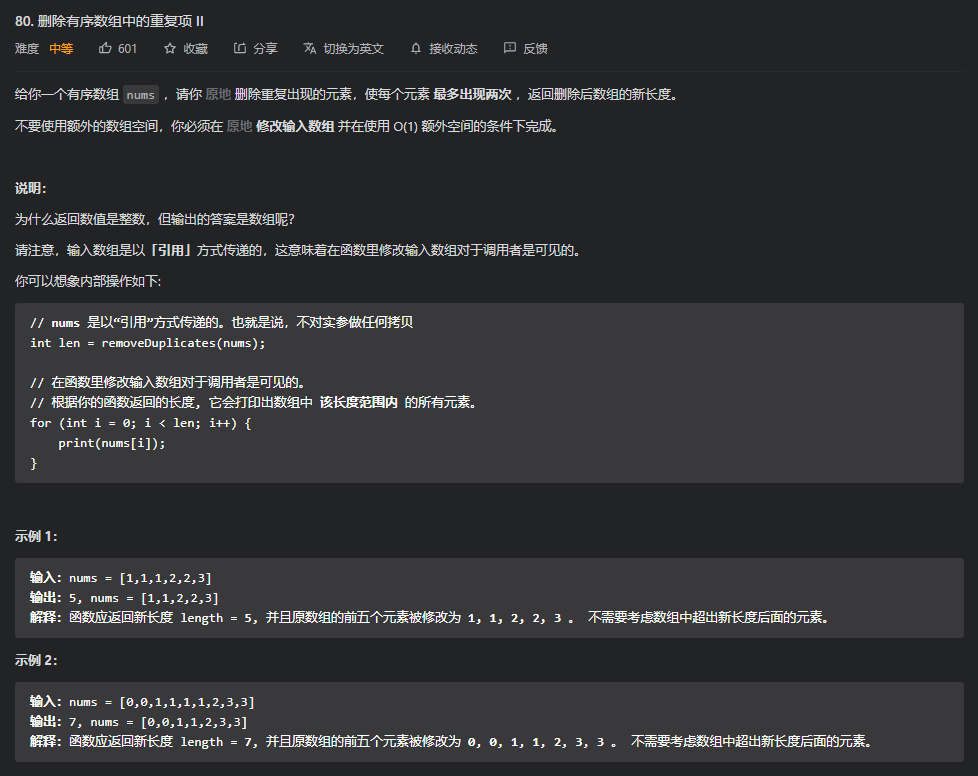 80. 删除有序数组中的重复项 II
难度 中等 601 收藏 分享 切换为英文 接收动态 反馈
给你一个有序数组 nums ，请你 原地 删除重复出现的元素，使每个元素 最多出现两次 ，返回删除后数组的新长度。
不要使用额外的数组空间，你必须在 原地 修改输入数组 并在使用 O(1) 额外空间的条件下完成。
说明：
为什么返回数值是整数，但输出的答案是数组呢？
请注意，输入数组是以「引用」方式传递的，这意味着在函数里修改输入数组对于调用者是可见的。
你可以想象内部操作如下:
// nums 是以“引用”方式传递的。也就是说，不对实参做任何拷贝
int len = removeDuplicates(nums);
// 在函数里修改输入数组对于调用者是可见的。
// 根据你的函数返回的长度, 它会打印出数组中 该长度范围内 的所有元素。
for (int i = 0; i < len; i++) {
print(nums[i]);
}
示例 1：
输入：nums = [1,1,1,2,2,3]
输出：5, nums = [1,1,2,2,3]
解释：函数应返回新长度 length = 5, 并且原数组的前五个元素被修改为 1, 1, 2, 2, 3 。 不需要考虑数组中超出新长度后面的元素。
示例 2：
输入：nums = [0,0,1,1,1,1,2,3,3]
输出：7, nums = [0,0,1,1,2,3,3]
解释：函数应返回新长度 length = 7, 并且原数组的前五个元素被修改为 0, 0, 1, 1, 2, 3, 3 。 不需要考虑数组中超出新长度后面的元素。